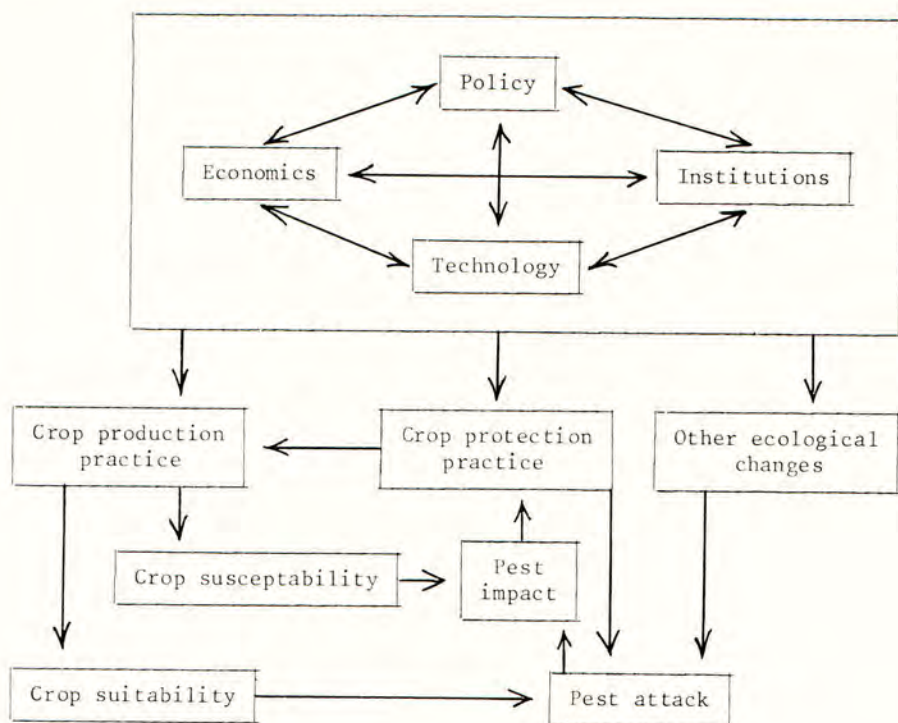 Policy
Economics
Institutions
Technology
Crop production
practice
Crop protection
practice
Other ecological
changes
Crop susceptability
Pest
impact
Crop suitability
Pest attack